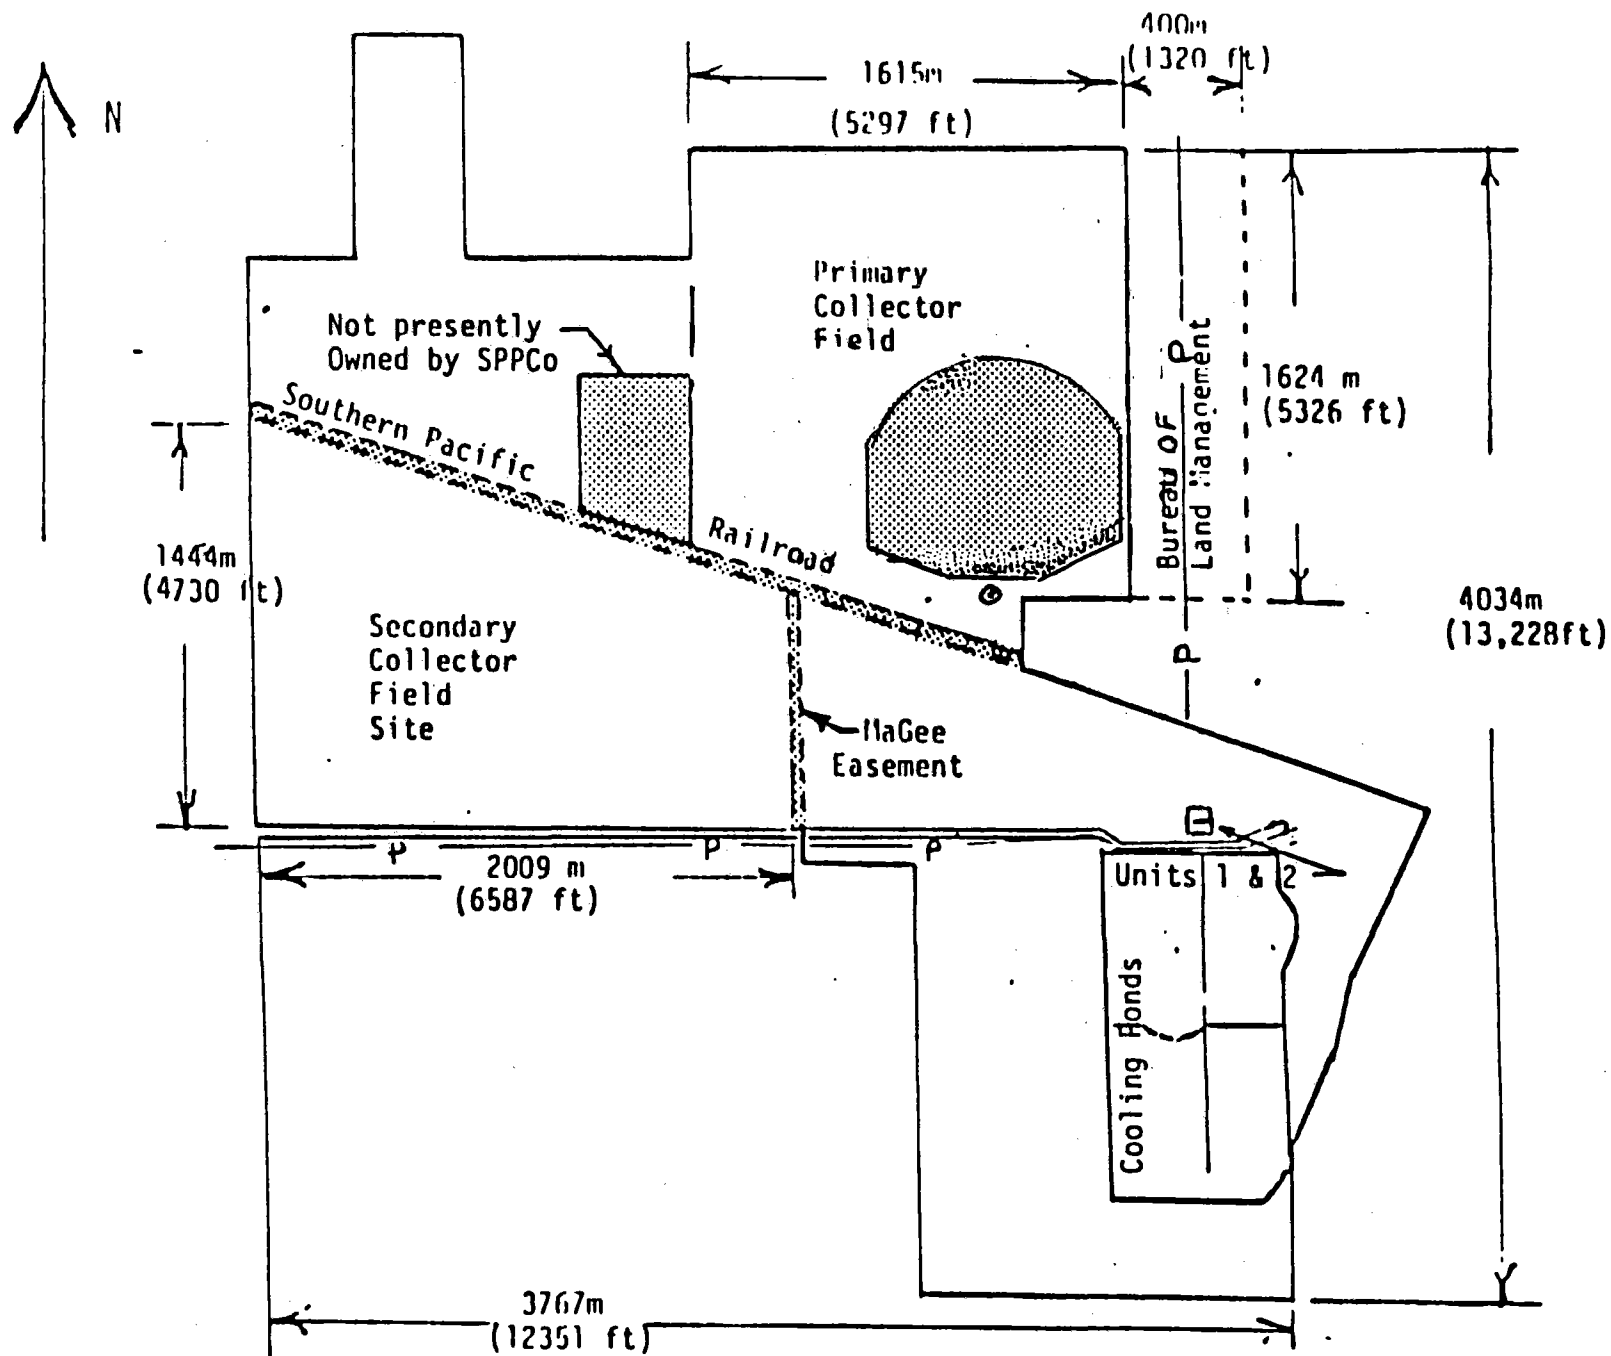 400m
(1320 ft)
1615m
(5297 ft)
N
Primary
Collector
Field
Not presently
Owned by SPPCo
P
Bureau OF
Land Management
1624 m
(5326 ft)
Southern Pacific
Railroad
1444m
(4730 ft)
4034m
(13,228ft)
Secondary
Collector
Field
Site
P
MaGee
Easement
P
P
P
2009 m
(6587 ft)
Units 1 & 2
Cooling Ponds
3767m
(12351 ft)